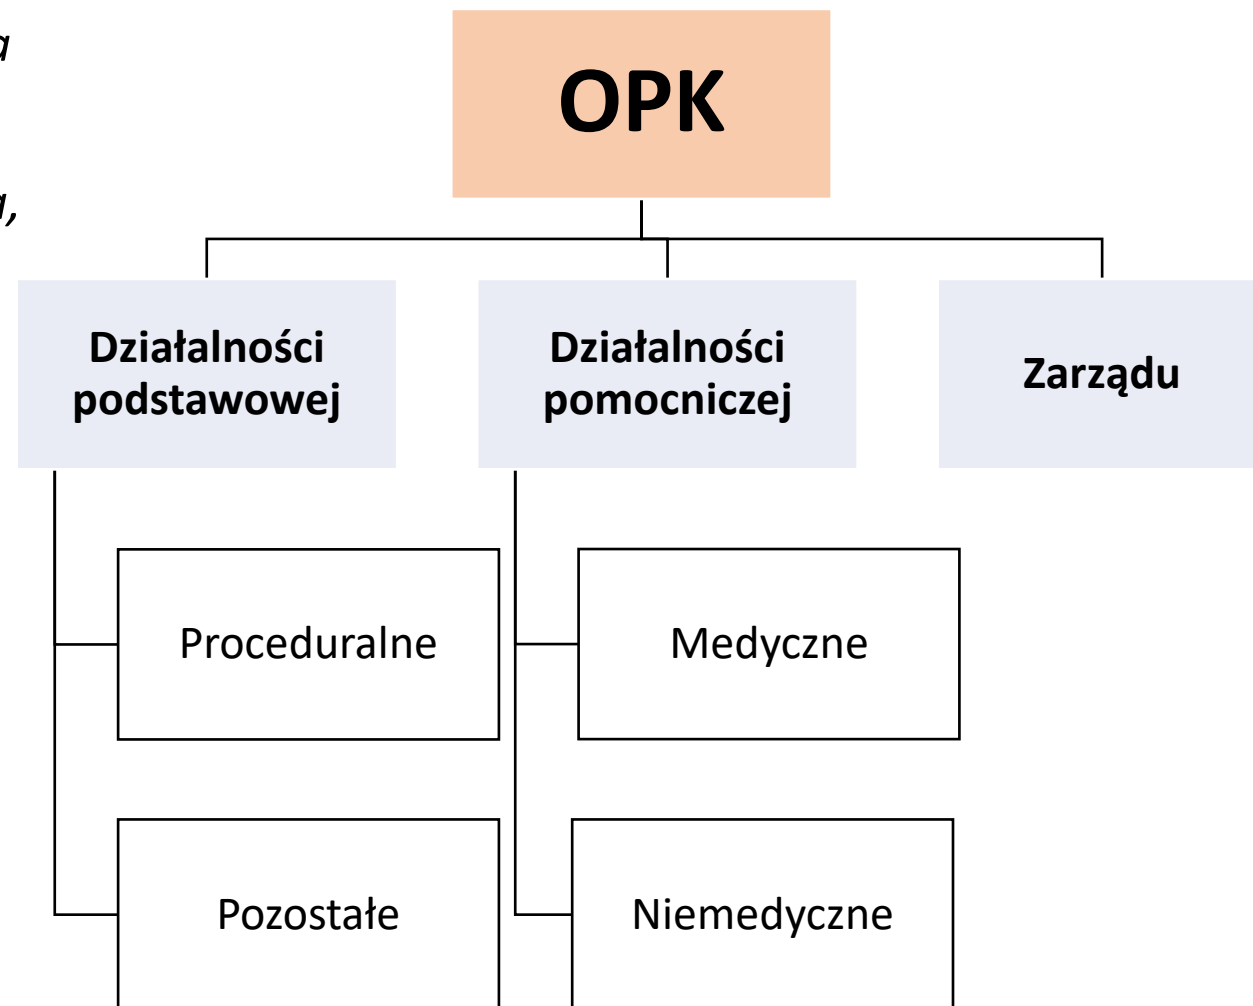 a
OPK
a,
Działalności
podstawowej
Działalności
pomocniczej
Zarządu
Proceduralne
Medyczne
Pozostałe
Niemedyczne